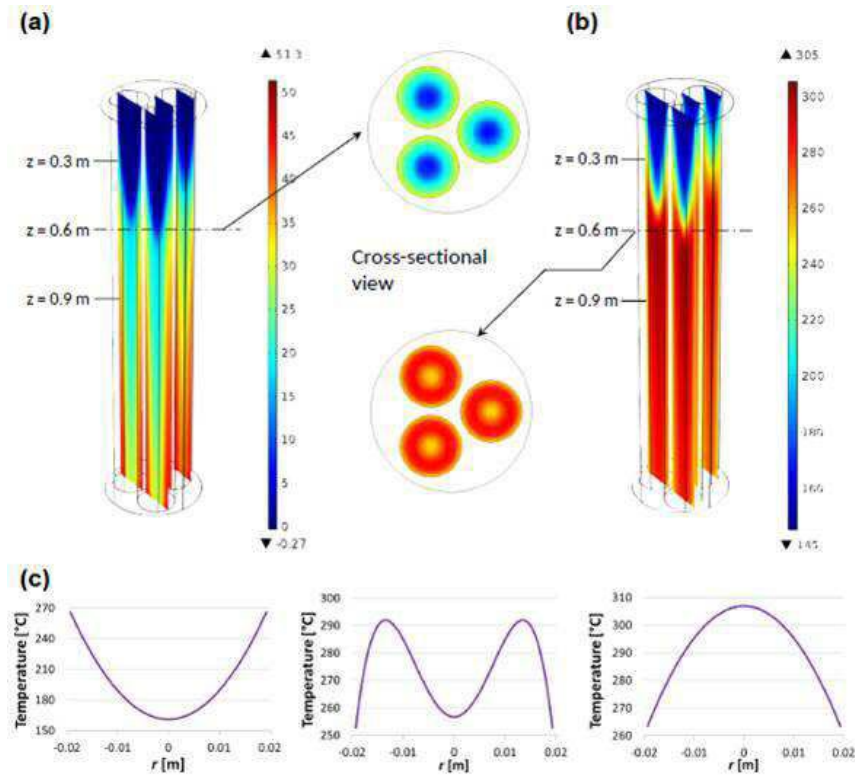 (a)
▲ 51.3
50
45
40
35
30
25
20
15
10
5
0
▼ -0.27
z = 0.3 m
z = 0.6 m
z = 0.9 m
Cross-sectional
view
(b)
▲ 305
300
280
260
240
220
200
180
160
▼ 145
z = 0.3 m
z = 0.6 m
z = 0.9 m
(c)
Temperature [°C]
270
240
210
180
150
-0.02 -0.01 0 0.01 0.02
r [m]
Temperature [°C]
300
290
280
270
260
250
-0.02 -0.01 0 0.01 0.02
r [m]
Temperature [°C]
310
300
290
280
270
260
-0.02 -0.01 0 0.01 0.02
r [m]